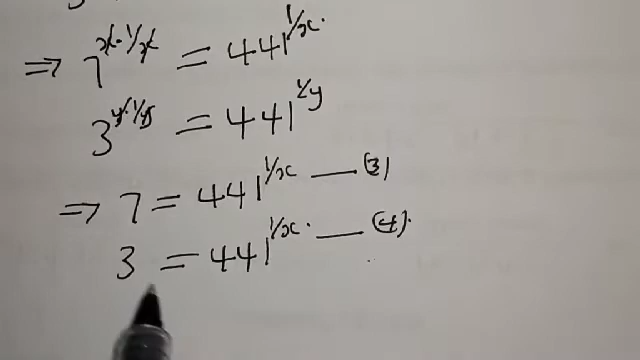 ⇒ 7^{x·1/x} = 441^{1/x}.
3^{y·1/y} = 441^{1/y}
⇒ 7 = 441^{1/x} — (3)
3 = 441^{1/x}. — (4).